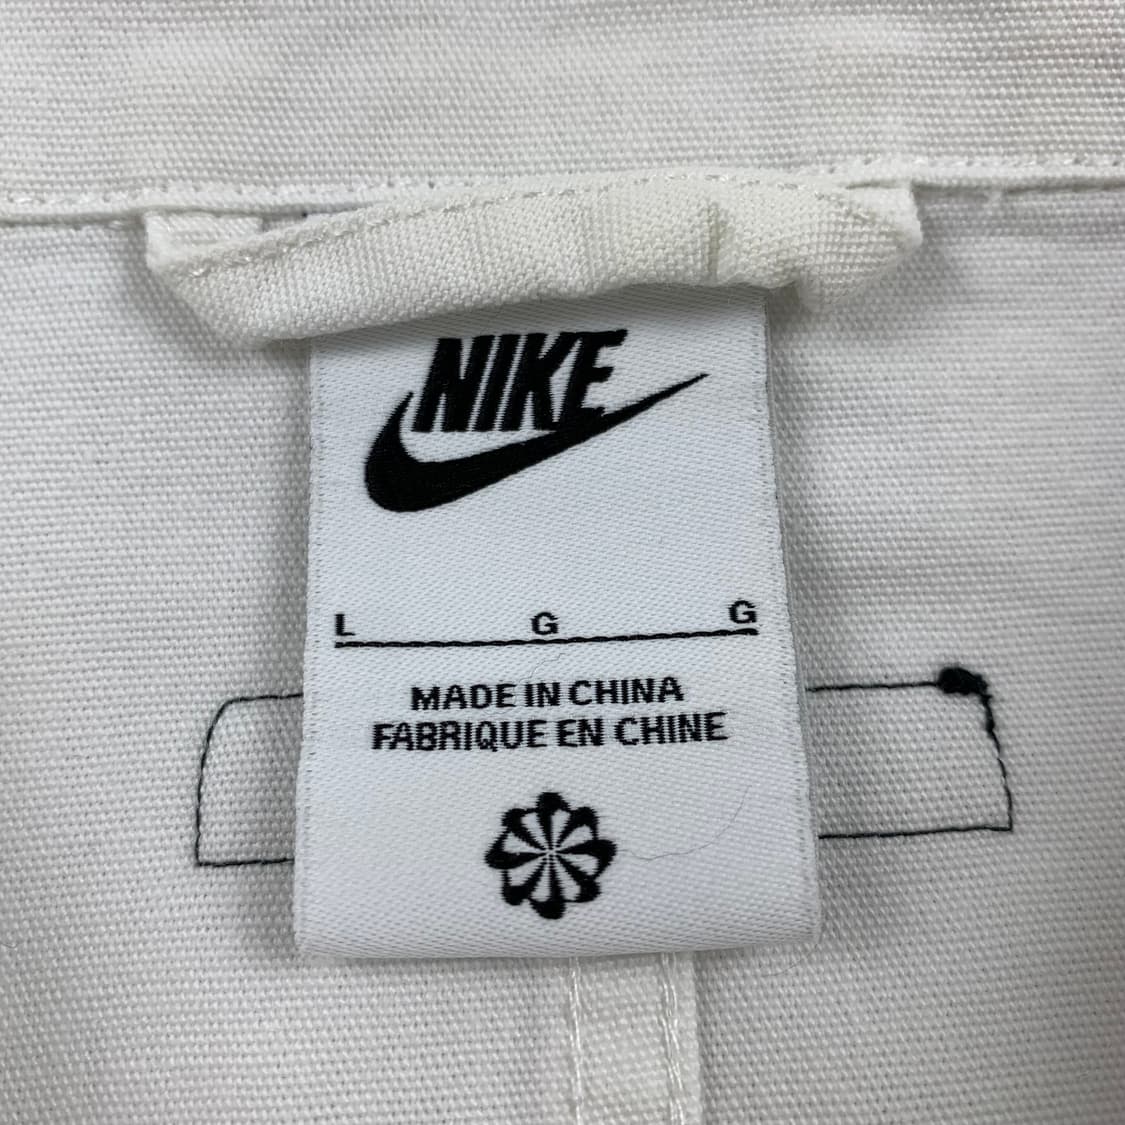 NIKE
L G G
MADE IN CHINA
FABRIQUE EN CHINE